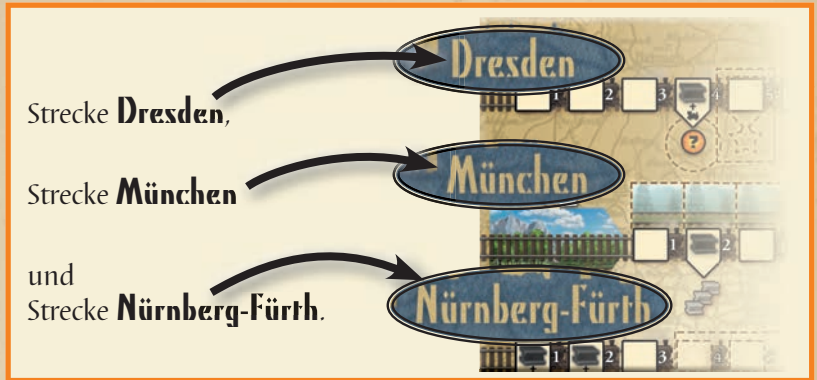 Dresden
Strecke Dresden,
1 2 3 4 5
?
Strecke München
München
1 2
und
Strecke Nürnberg-Fürth.
Nürnberg-Fürth
1 2 3 4